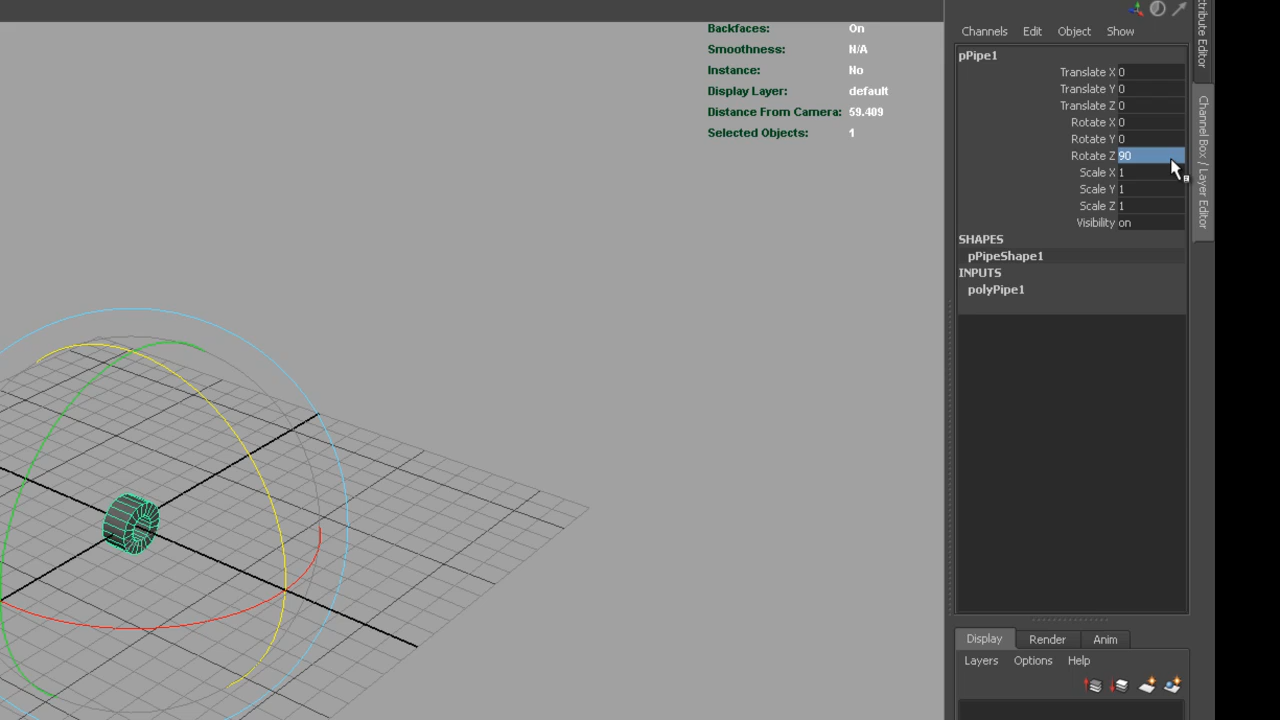 Backfaces: On
Smoothness: N/A
Instance: No
Display Layer: default
Distance From Camera: 59.409
Selected Objects: 1
Channels Edit Object Show
pPipe1
Translate X 0
Translate Y 0
Translate Z 0
Rotate X 0
Rotate Y 0
Rotate Z 90
Scale X 1
Scale Y 1
Scale Z 1
Visibility on
SHAPES
pPipeShape1
INPUTS
polyPipe1
Display Render Anim
Layers Options Help
Editor
Channel Box / Layer Editor